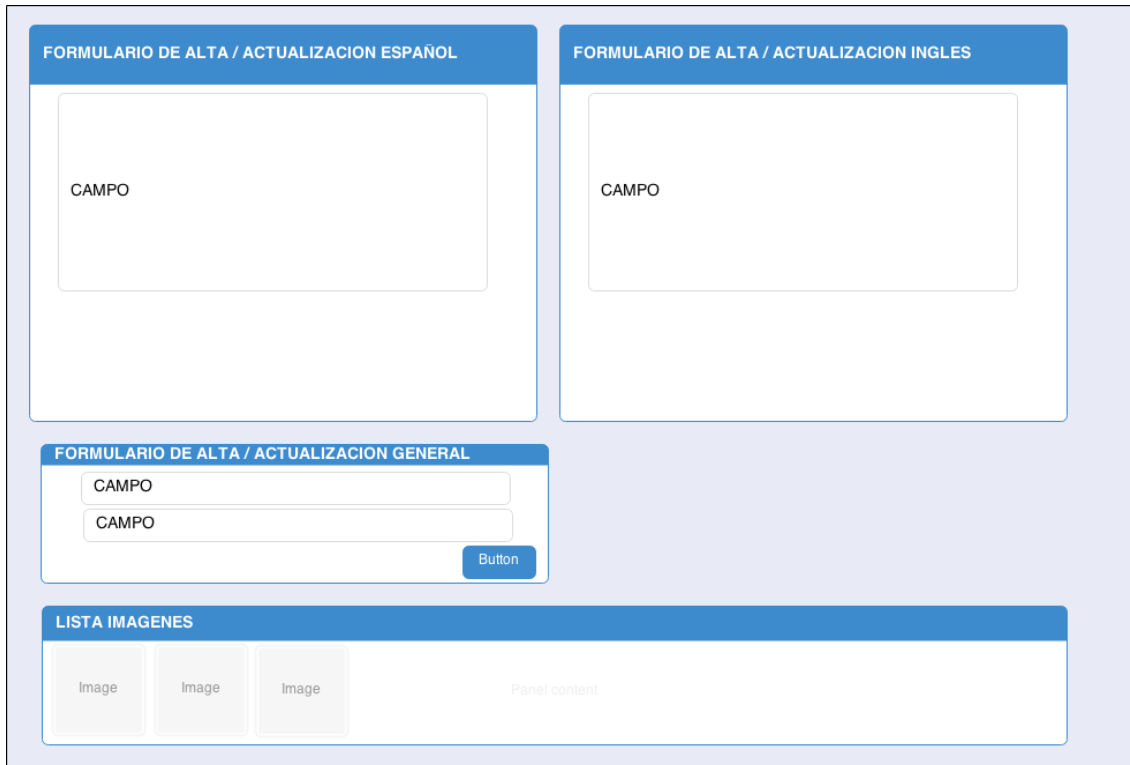 FORMULARIO DE ALTA / ACTUALIZACION ESPAÑOL
FORMULARIO DE ALTA / ACTUALIZACION INGLES
CAMPO
CAMPO
FORMULARIO DE ALTA / ACTUALIZACION GENERAL
CAMPO
CAMPO
Button
LISTA IMAGENES
Image
Image
Image
Panel content